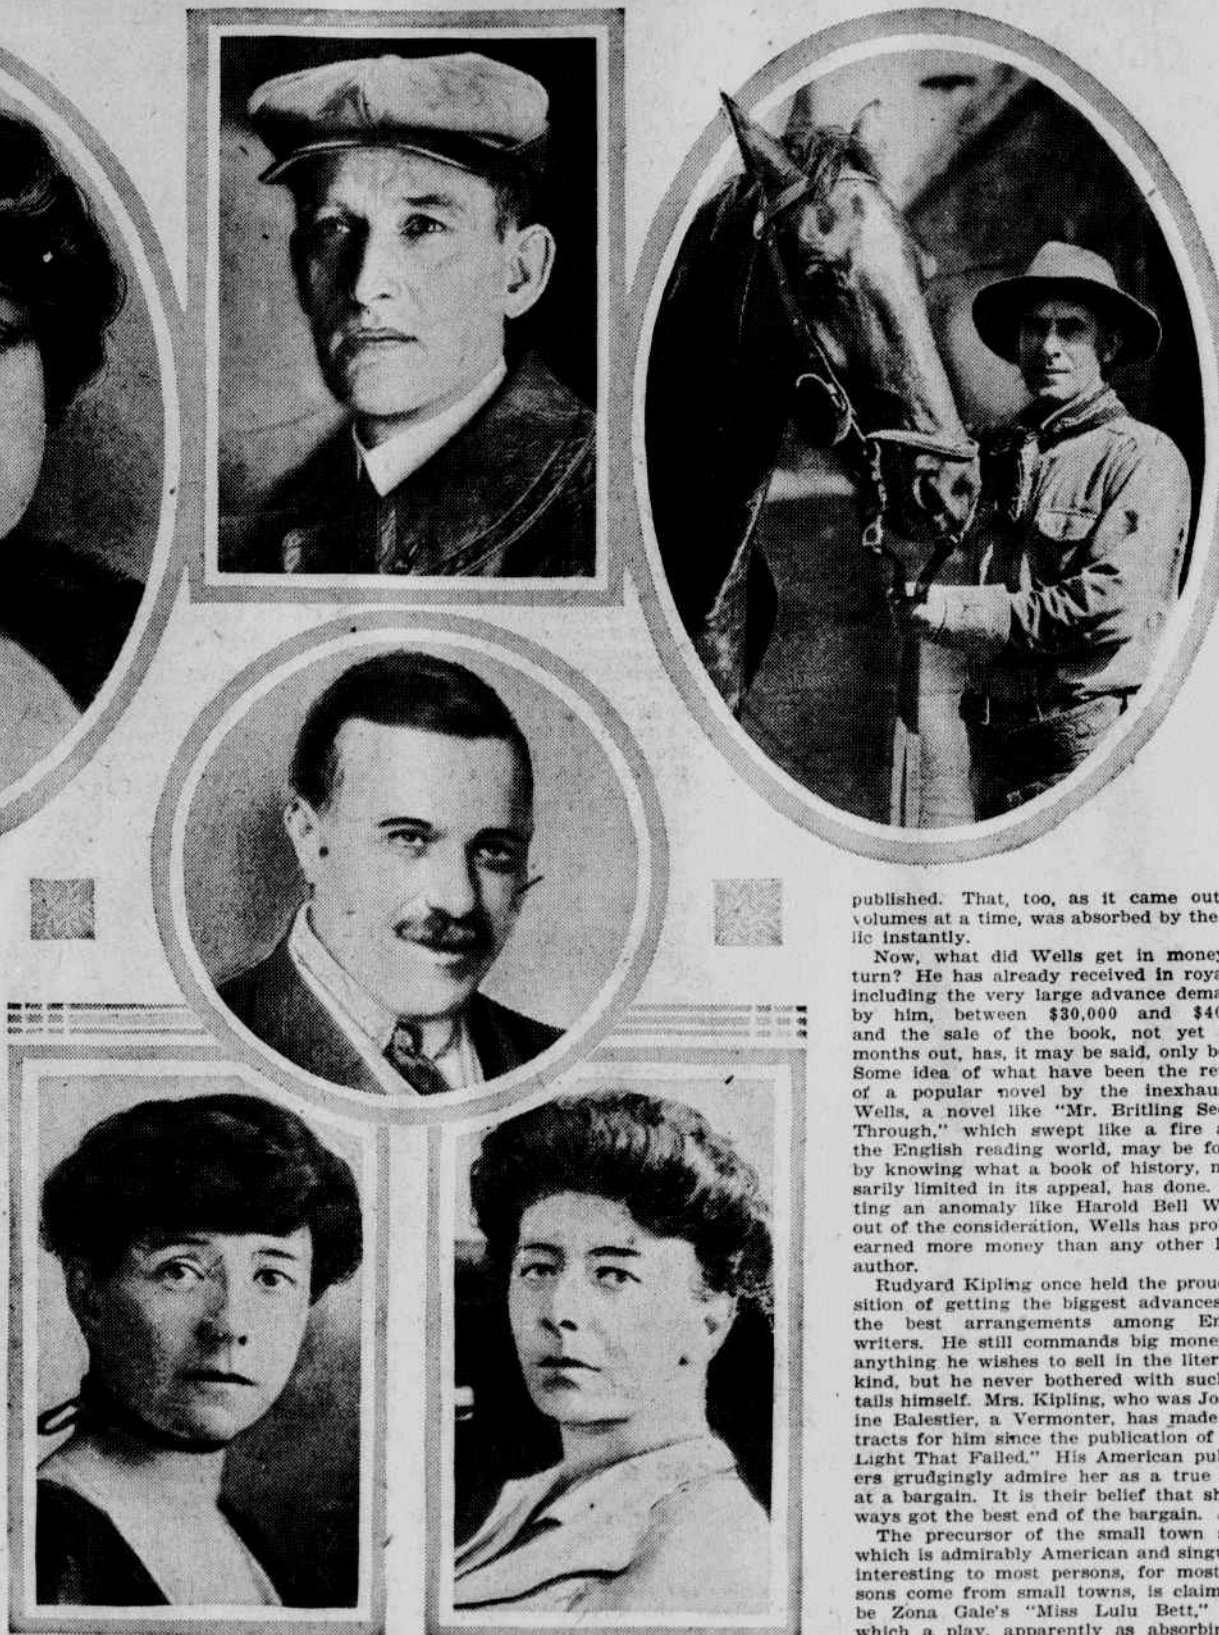 published. That, too, as it came out
volumes at a time, was absorbed by the
lic instantly.
Now, what did Wells get in money
turn? He has already received in roya
including the very large advance dema
by him, between $30,000 and $40
and the sale of the book, not yet
months out, has, it may be said, only b
Some idea of what have been the re
of a popular novel by the inexhau
Wells, a novel like "Mr. Britling See
Through," which swept like a fire a
the English reading world, may be fo
by knowing what a book of history, n
sarily limited in its appeal, has done.
ting an anomaly like Harold Bell W
out of the consideration, Wells has pro
earned more money than any other l
author.
Rudyard Kipling once held the prou
sition of getting the biggest advances
the best arrangements among En
writers. He still commands big mone
anything he wishes to sell in the liter
kind, but he never bothered with such
tails himself. Mrs. Kipling, who was Jo
ine Balestier, a Vermonter, has made
tracts for him since the publication of
Light That Failed." His American pub
ers grudgingly admire her as a true
at a bargain. It is their belief that sh
ways got the best end of the bargain.
The precursor of the small town
which is admirably American and singu
interesting to most persons, for most
sons come from small towns, is claim
be Zona Gale's "Miss Lulu Bett,"
which a play, apparently as absorbin